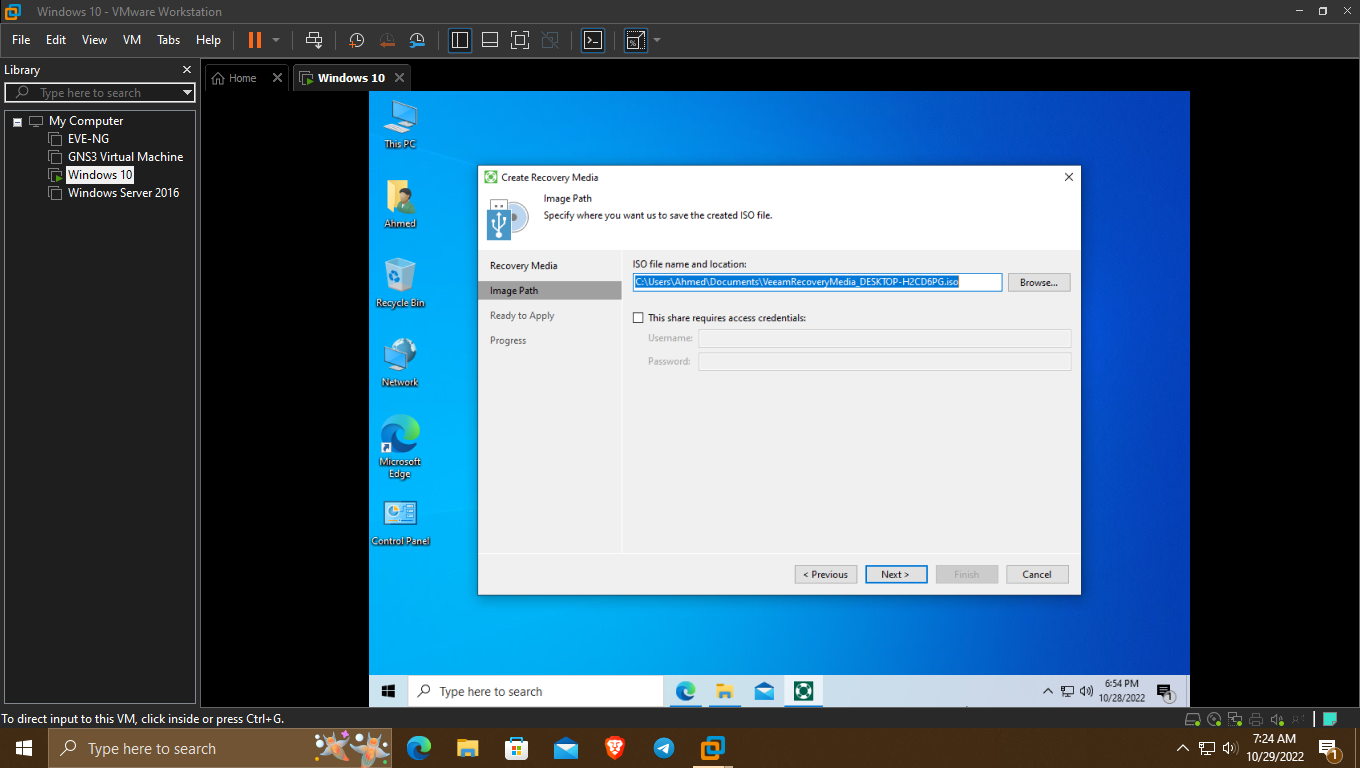 Windows 10 - VMware Workstation
File Edit View VM Tabs Help
Library
Type here to search
My Computer
EVE-NG
GNS3 Virtual Machine
Windows 10
Windows Server 2016
Home
Windows 10
This PC
Ahmed
Recycle Bin
Network
Microsoft
Edge
Control Panel
Create Recovery Media
Image Path
Specify where you want us to save the created ISO file.
Recovery Media
Image Path
Ready to Apply
Progress
ISO file name and location:
C:\Users\Ahmed\Documents\VeeamRecoveryMedia_DESKTOP-H2CD6PG.iso
Browse...
This share requires access credentials:
Username:
Password:
< Previous
Next >
Finish
Cancel
Type here to search
6:54 PM
10/28/2022
1
To direct input to this VM, click inside or press Ctrl+G.
Type here to search
7:24 AM
10/29/2022
1